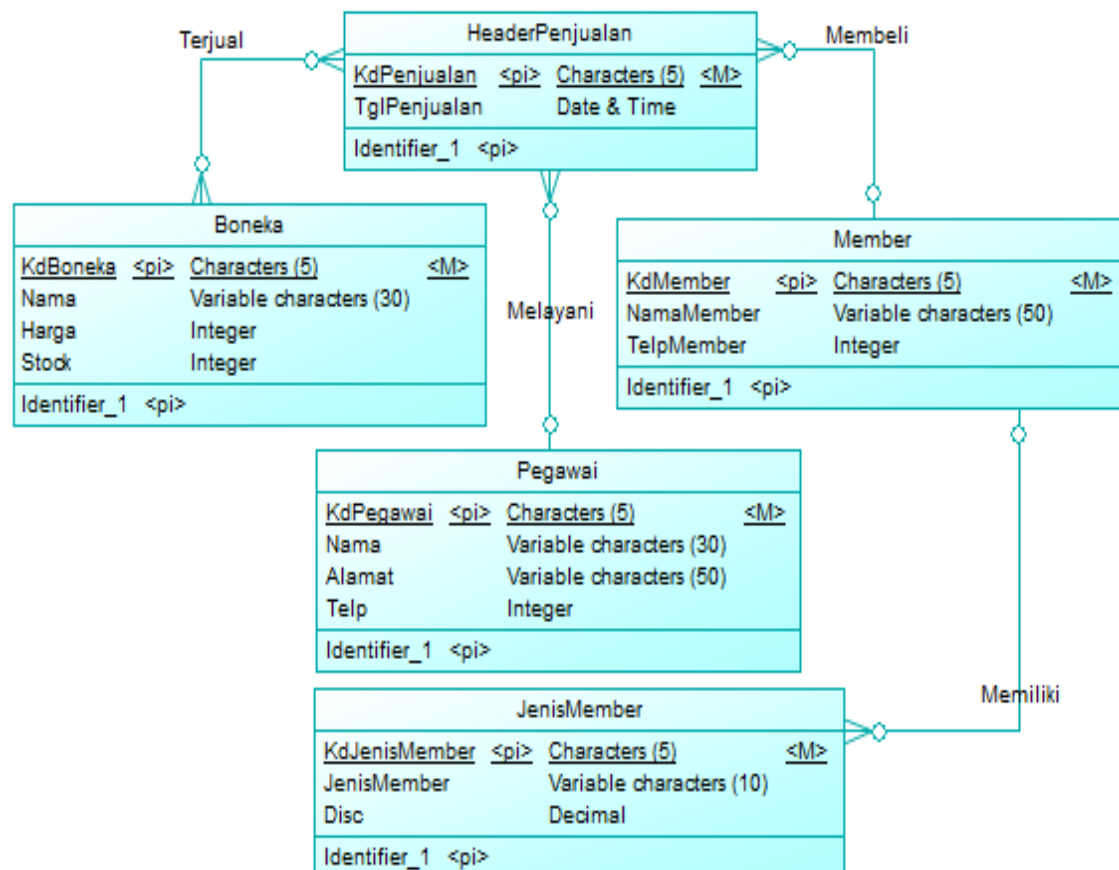 Terjual
HeaderPenjualan
Membeli
KdPenjualan <pi> Characters (5) <M>
TglPenjualan Date & Time
Identifier_1 <pi>
Boneka
KdBoneka <pi> Characters (5) <M>
Nama Variable characters (30)
Harga Integer
Stock Integer
Identifier_1 <pi>
Melayani
Member
KdMember <pi> Characters (5) <M>
NamaMember Variable characters (50)
TelpMember Integer
Identifier_1 <pi>
Pegawai
KdPegawai <pi> Characters (5) <M>
Nama Variable characters (30)
Alamat Variable characters (50)
Telp Integer
Identifier_1 <pi>
Memiliki
JenisMember
KdJenisMember <pi> Characters (5) <M>
JenisMember Variable characters (10)
Disc Decimal
Identifier_1 <pi>